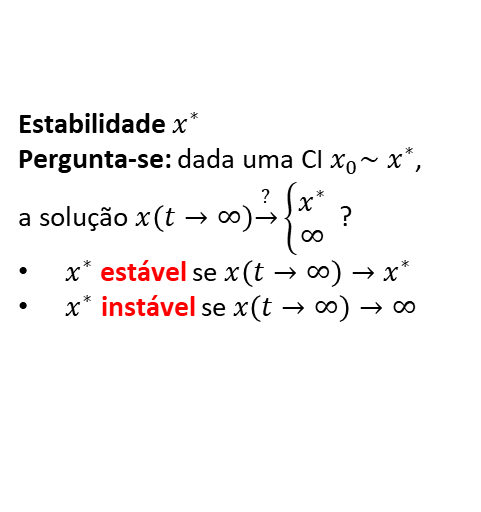 Estabilidade x*
Pergunta-se: dada uma CI x₀~ x*,
a solução x(t → ∞) →? {x* ∞ ?
• x* estável se x(t → ∞) → x*
• x* instável se x(t → ∞) → ∞